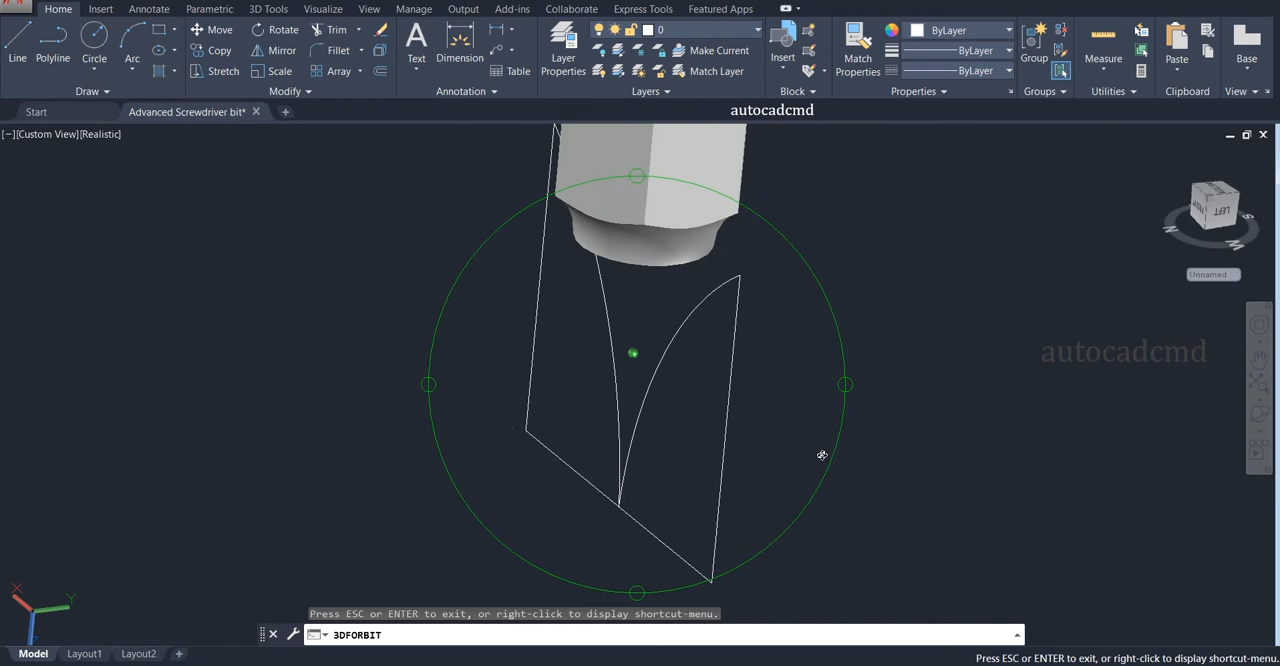 Home Insert Annotate Parametric 3D Tools Visualize View Manage Output Add-ins Collaborate Express Tools Featured Apps
Line Polyline Circle Arc
Move Rotate Trim
Copy Mirror Fillet
Stretch Scale Array
Text Dimension Table
Layer Properties
0
Make Current
Match Layer
Insert
Match Properties
ByLayer
ByLayer
ByLayer
Group Measure Paste Base
Draw Modify Annotation Layers Block Properties Groups Utilities Clipboard View
Start Advanced Screwdriver bit*
autocadcmd
[−][Custom View][Realistic]
LEFT
N
S
Unnamed
autocadcmd
X
Y
Press ESC or ENTER to exit, or right-click to display shortcut-menu.
3DFORBIT
Model Layout1 Layout2
Press ESC or ENTER to exit, or right-click to display shortcut-menu.